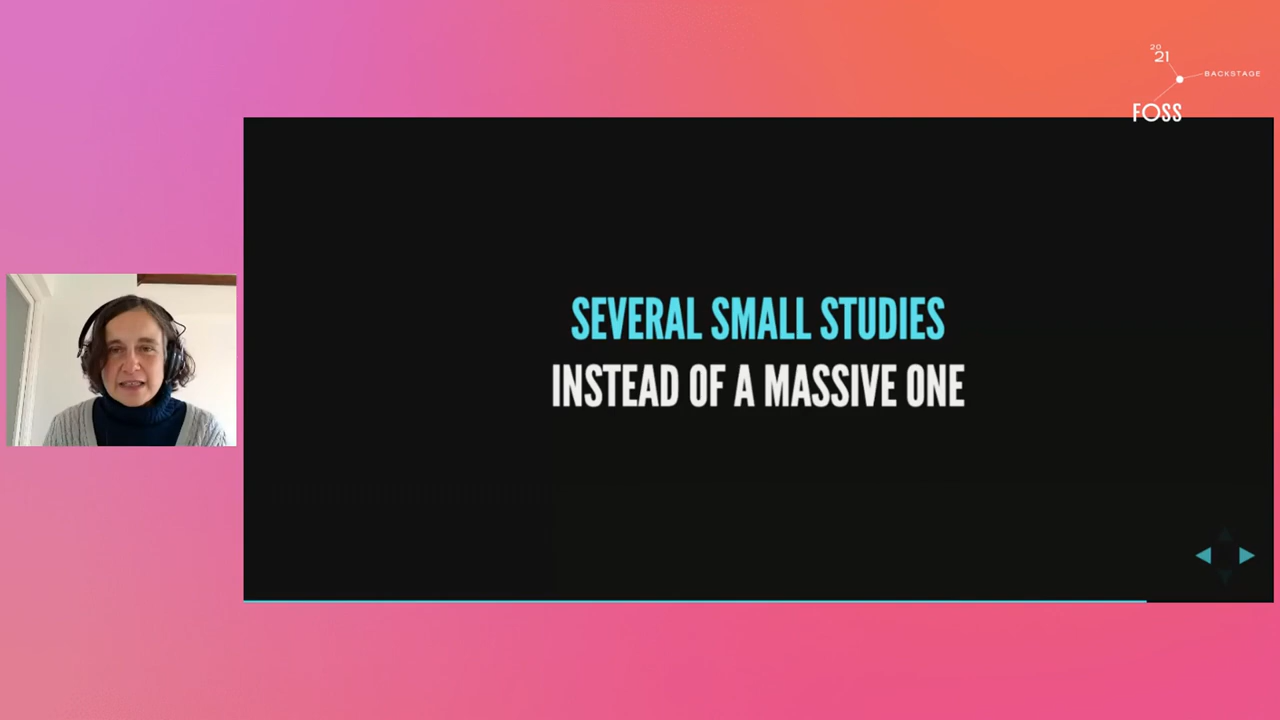 20
21
BACKSTAGE
FOSS
SEVERAL SMALL STUDIES
INSTEAD OF A MASSIVE ONE